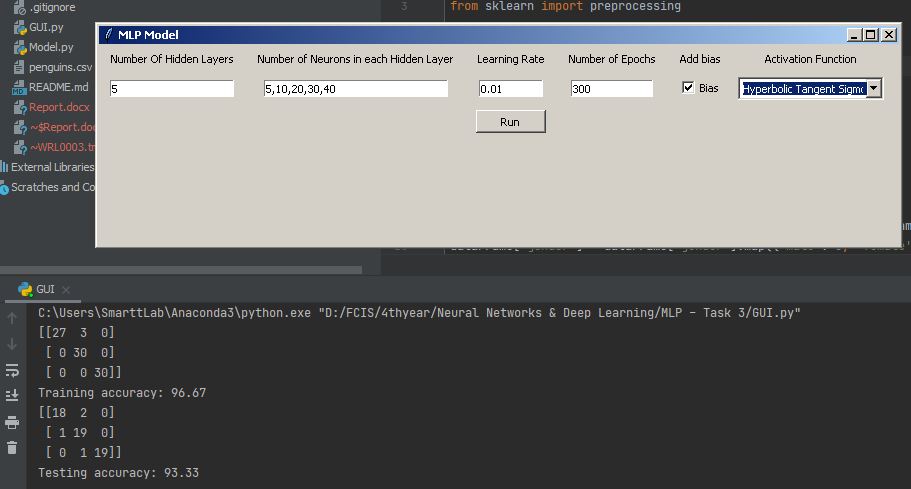 .gitignore
3 from sklearn import preprocessing
GUI.py
Model.py
penguins.csv
README.md
Report.docx
~$Report.doc
~WRL0003.tr
External Libraries
Scratches and Co
MLP Model
Number Of Hidden Layers Number of Neurons in each Hidden Layer Learning Rate Number of Epochs Add bias Activation Function
5 5,10,20,30,40 0.01 300 Bias Hyperbolic Tangent Sigmo
Run
GUI
C:\Users\SmarttLab\Anaconda3\python.exe "D:/FCIS/4thyear/Neural Networks & Deep Learning/MLP - Task 3/GUI.py"
[[27 3 0]
[ 0 30 0]
[ 0 0 30]]
Training accuracy: 96.67
[[18 2 0]
[ 1 19 0]
[ 0 1 19]]
Testing accuracy: 93.33